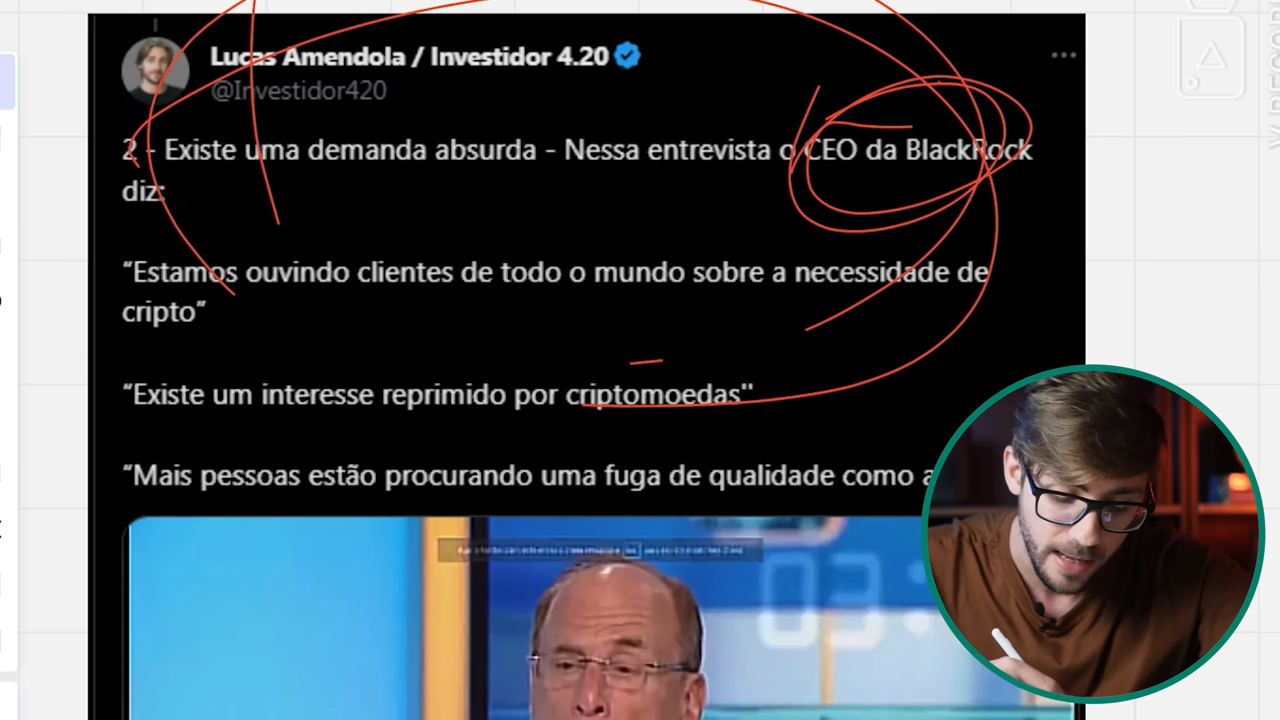 Lucas Amendola / Investidor 4.20
@Investidor420
2 - Existe uma demanda absurda - Nessa entrevista o CEO da BlackRock
diz:
“Estamos ouvindo clientes de todo o mundo sobre a necessidade de
cripto”
“Existe um interesse reprimido por criptomoedas''
“Mais pessoas estão procurando uma fuga de qualidade como a
03: